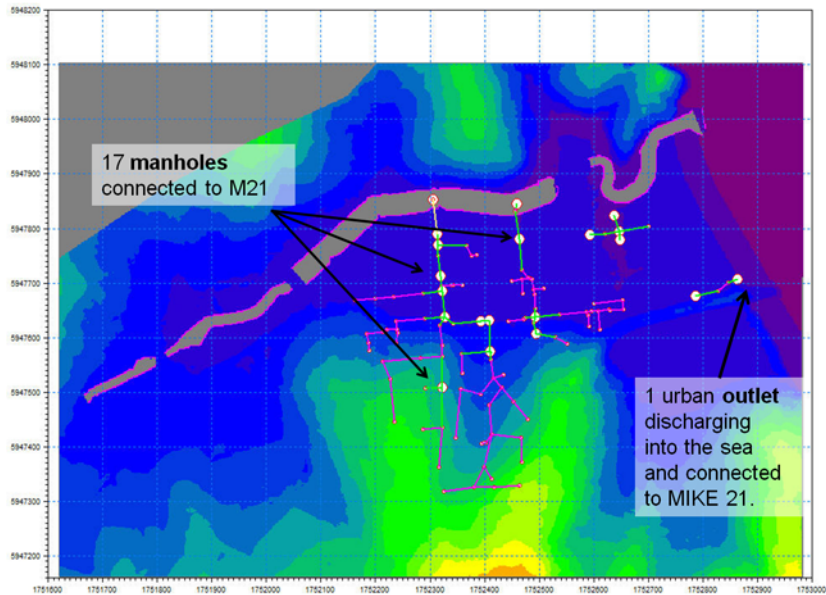 5948200
5948100
5948000
5947900
5947800
5947700
5947600
5947500
5947400
5947300
5947200
17 manholes
connected to M21
1 urban outlet
discharging
into the sea
and connected
to MIKE 21.
1751600 1751700 1751800 1751900 1752000 1752100 1752200 1752300 1752400 1752500 1752600 1752700 1752800 1752900 1753000